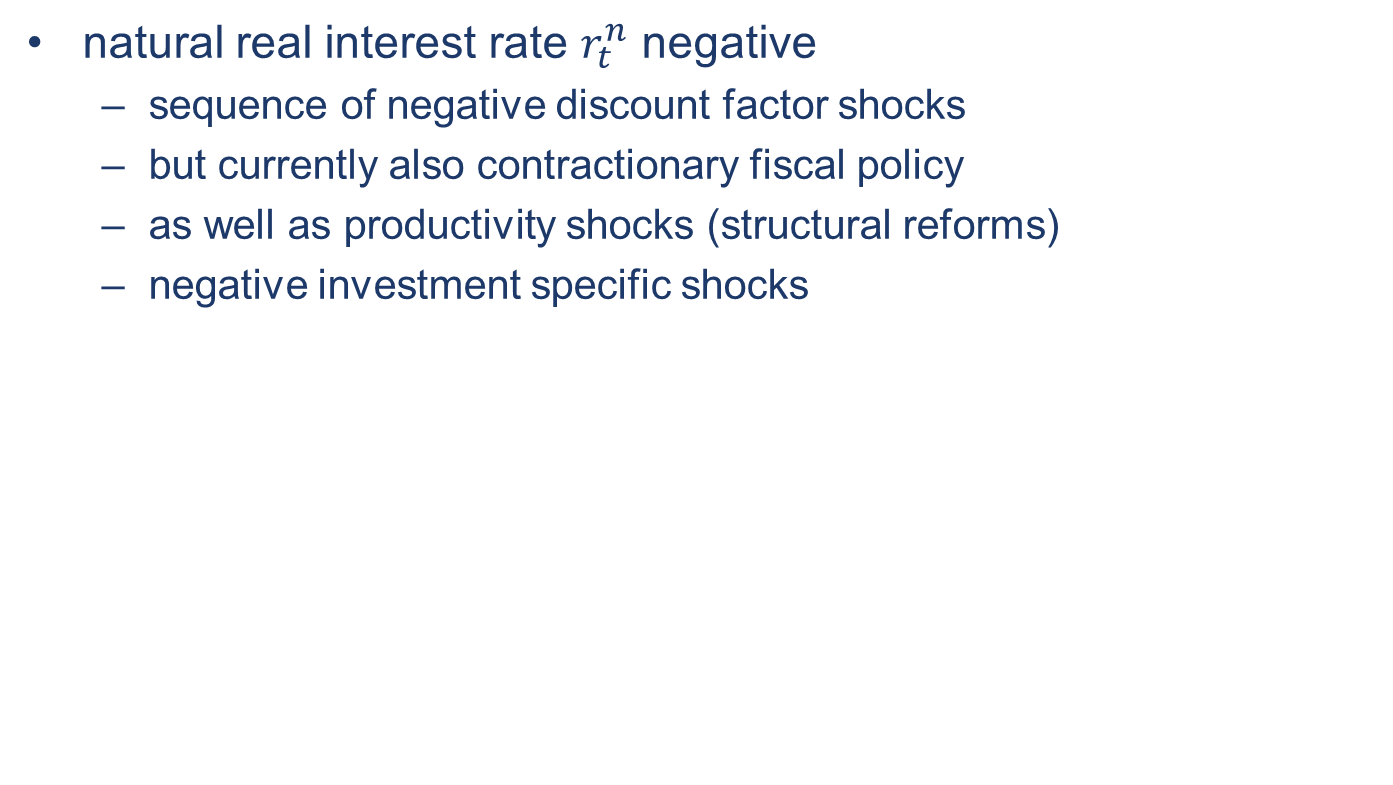 • natural real interest rate $r_t^n$ negative
– sequence of negative discount factor shocks
– but currently also contractionary fiscal policy
– as well as productivity shocks (structural reforms)
– negative investment specific shocks